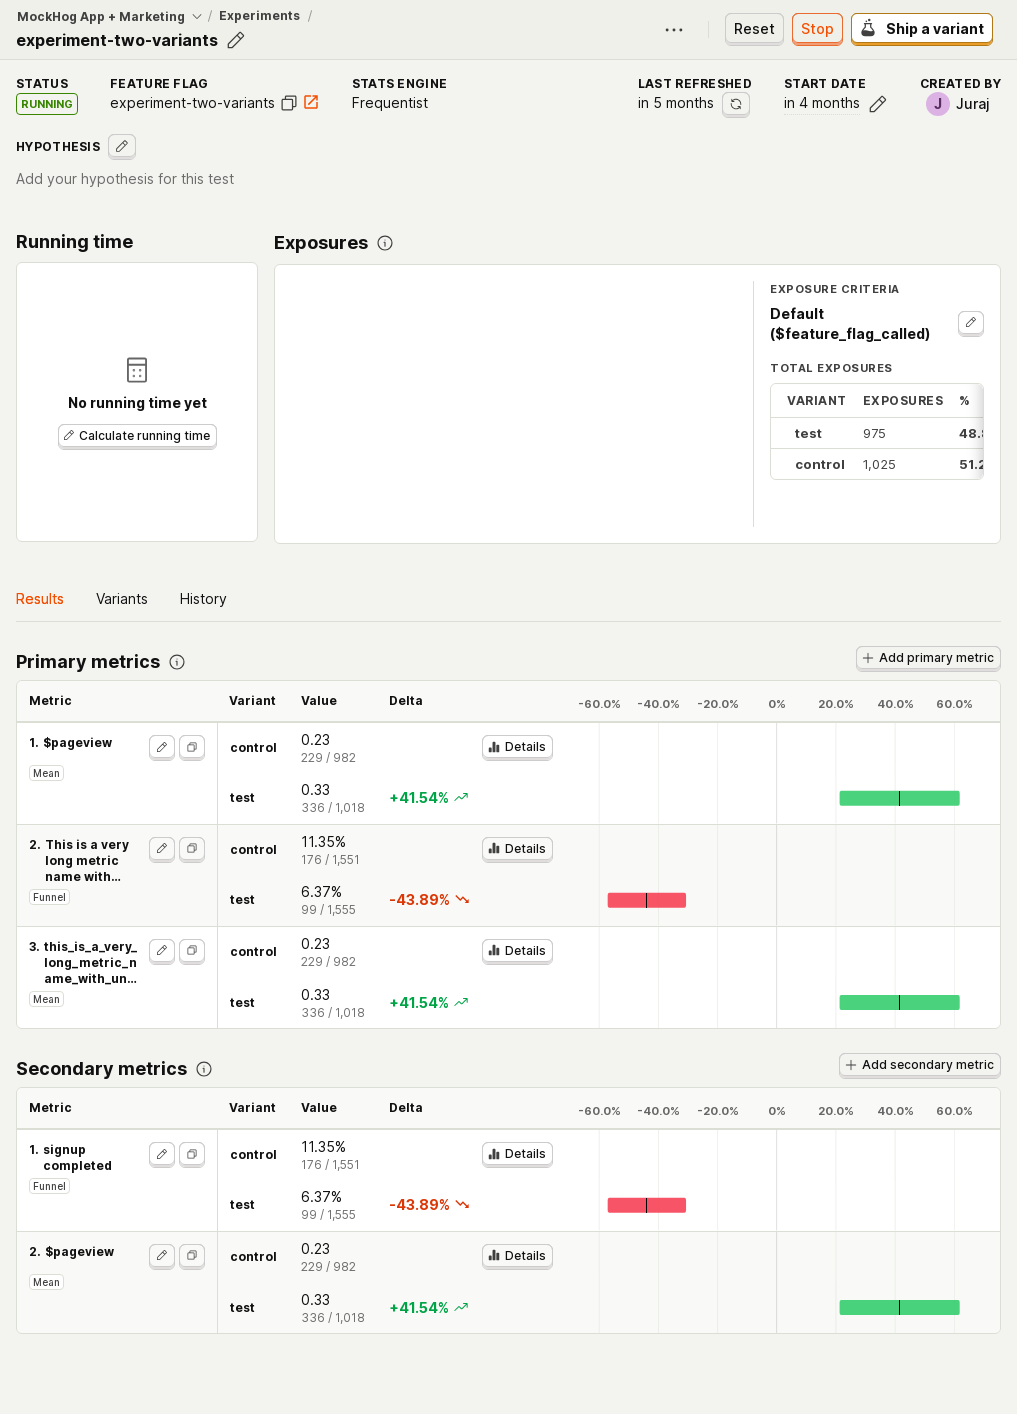 MockHog App + Marketing / Experiments /
experiment-two-variants
Reset
Stop
Ship a variant
STATUS
RUNNING
FEATURE FLAG
experiment-two-variants
STATS ENGINE
Frequentist
LAST REFRESHED
in 5 months
START DATE
in 4 months
CREATED BY
J Juraj
HYPOTHESIS
Add your hypothesis for this test
Running time
No running time yet
Calculate running time
Exposures
EXPOSURE CRITERIA
Default
($feature_flag_called)
TOTAL EXPOSURES
VARIANT EXPOSURES %
test 975 48.8
control 1,025 51.2
Results Variants History
Primary metrics
Add primary metric
Metric Variant Value Delta -60.0% -40.0% -20.0% 0% 20.0% 40.0% 60.0%
1. $pageview
Mean
control 0.23 Details
229 / 982
test 0.33 +41.54%
336 / 1,018
2. This is a very
long metric
name with…
Funnel
control 11.35% Details
176 / 1,551
test 6.37% -43.89%
99 / 1,555
3. this_is_a_very_
long_metric_n
ame_with_un…
Mean
control 0.23 Details
229 / 982
test 0.33 +41.54%
336 / 1,018
Secondary metrics
Add secondary metric
Metric Variant Value Delta -60.0% -40.0% -20.0% 0% 20.0% 40.0% 60.0%
1. signup
completed
Funnel
control 11.35% Details
176 / 1,551
test 6.37% -43.89%
99 / 1,555
2. $pageview
Mean
control 0.23 Details
229 / 982
test 0.33 +41.54%
336 / 1,018